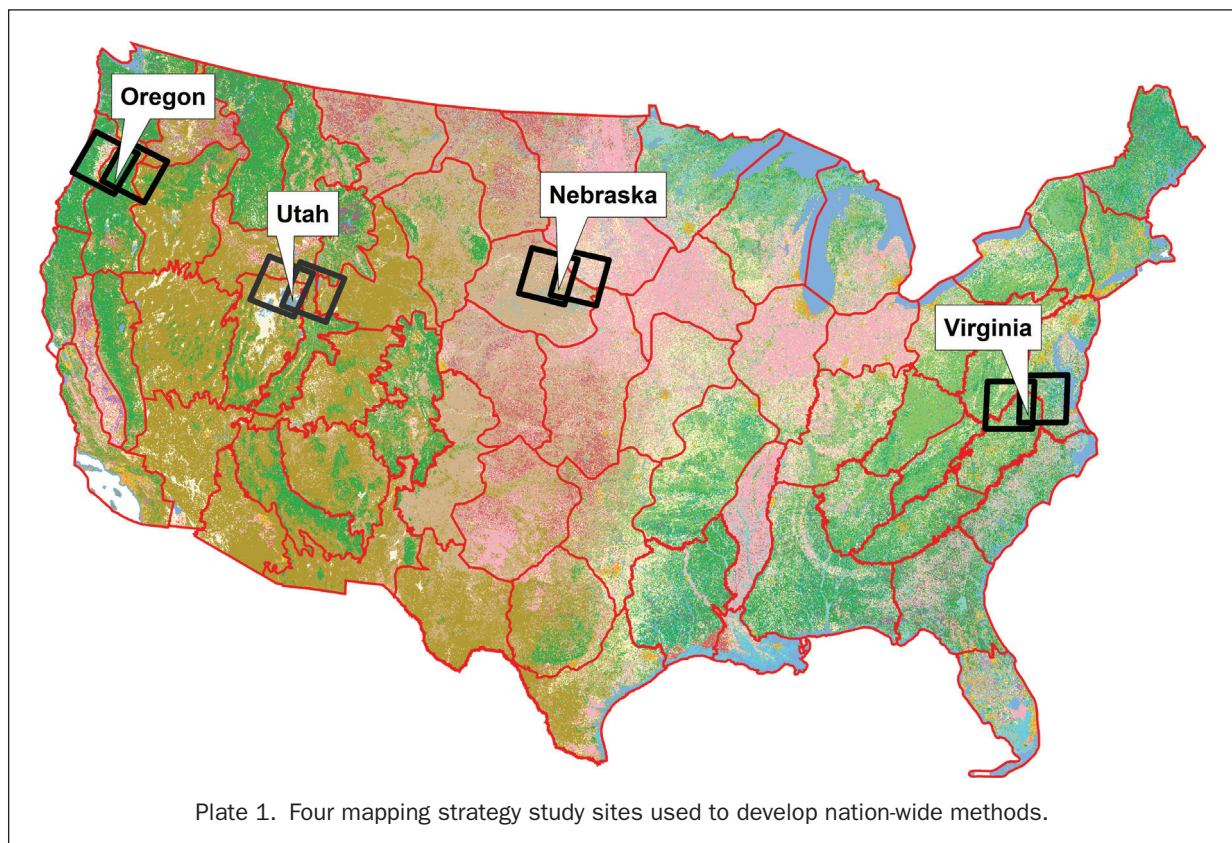 Oregon
Utah
Nebraska
Virginia
Plate 1. Four mapping strategy study sites used to develop nation-wide methods.